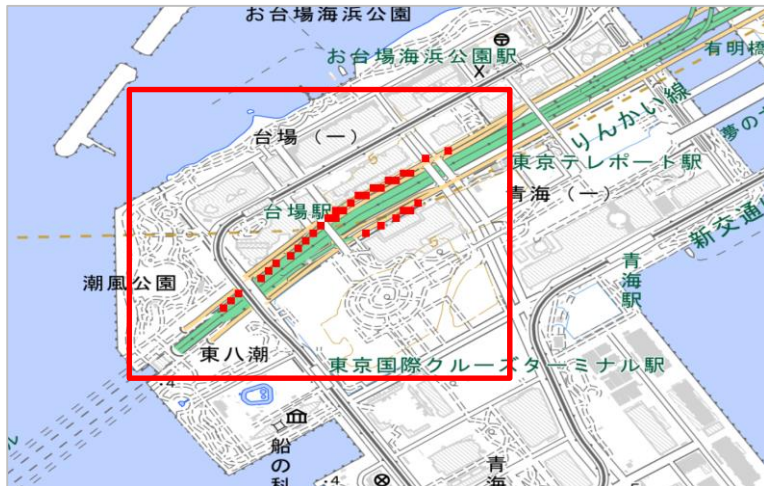 お台場海浜公園
お台場海浜公園駅
有明橋
りんかい線
台場（一）
東京テレポート駅
青海（一）
台場駅
新交通
潮風公園
青海駅
東八潮
東京国際クルーズターミナル駅
船の科
青海